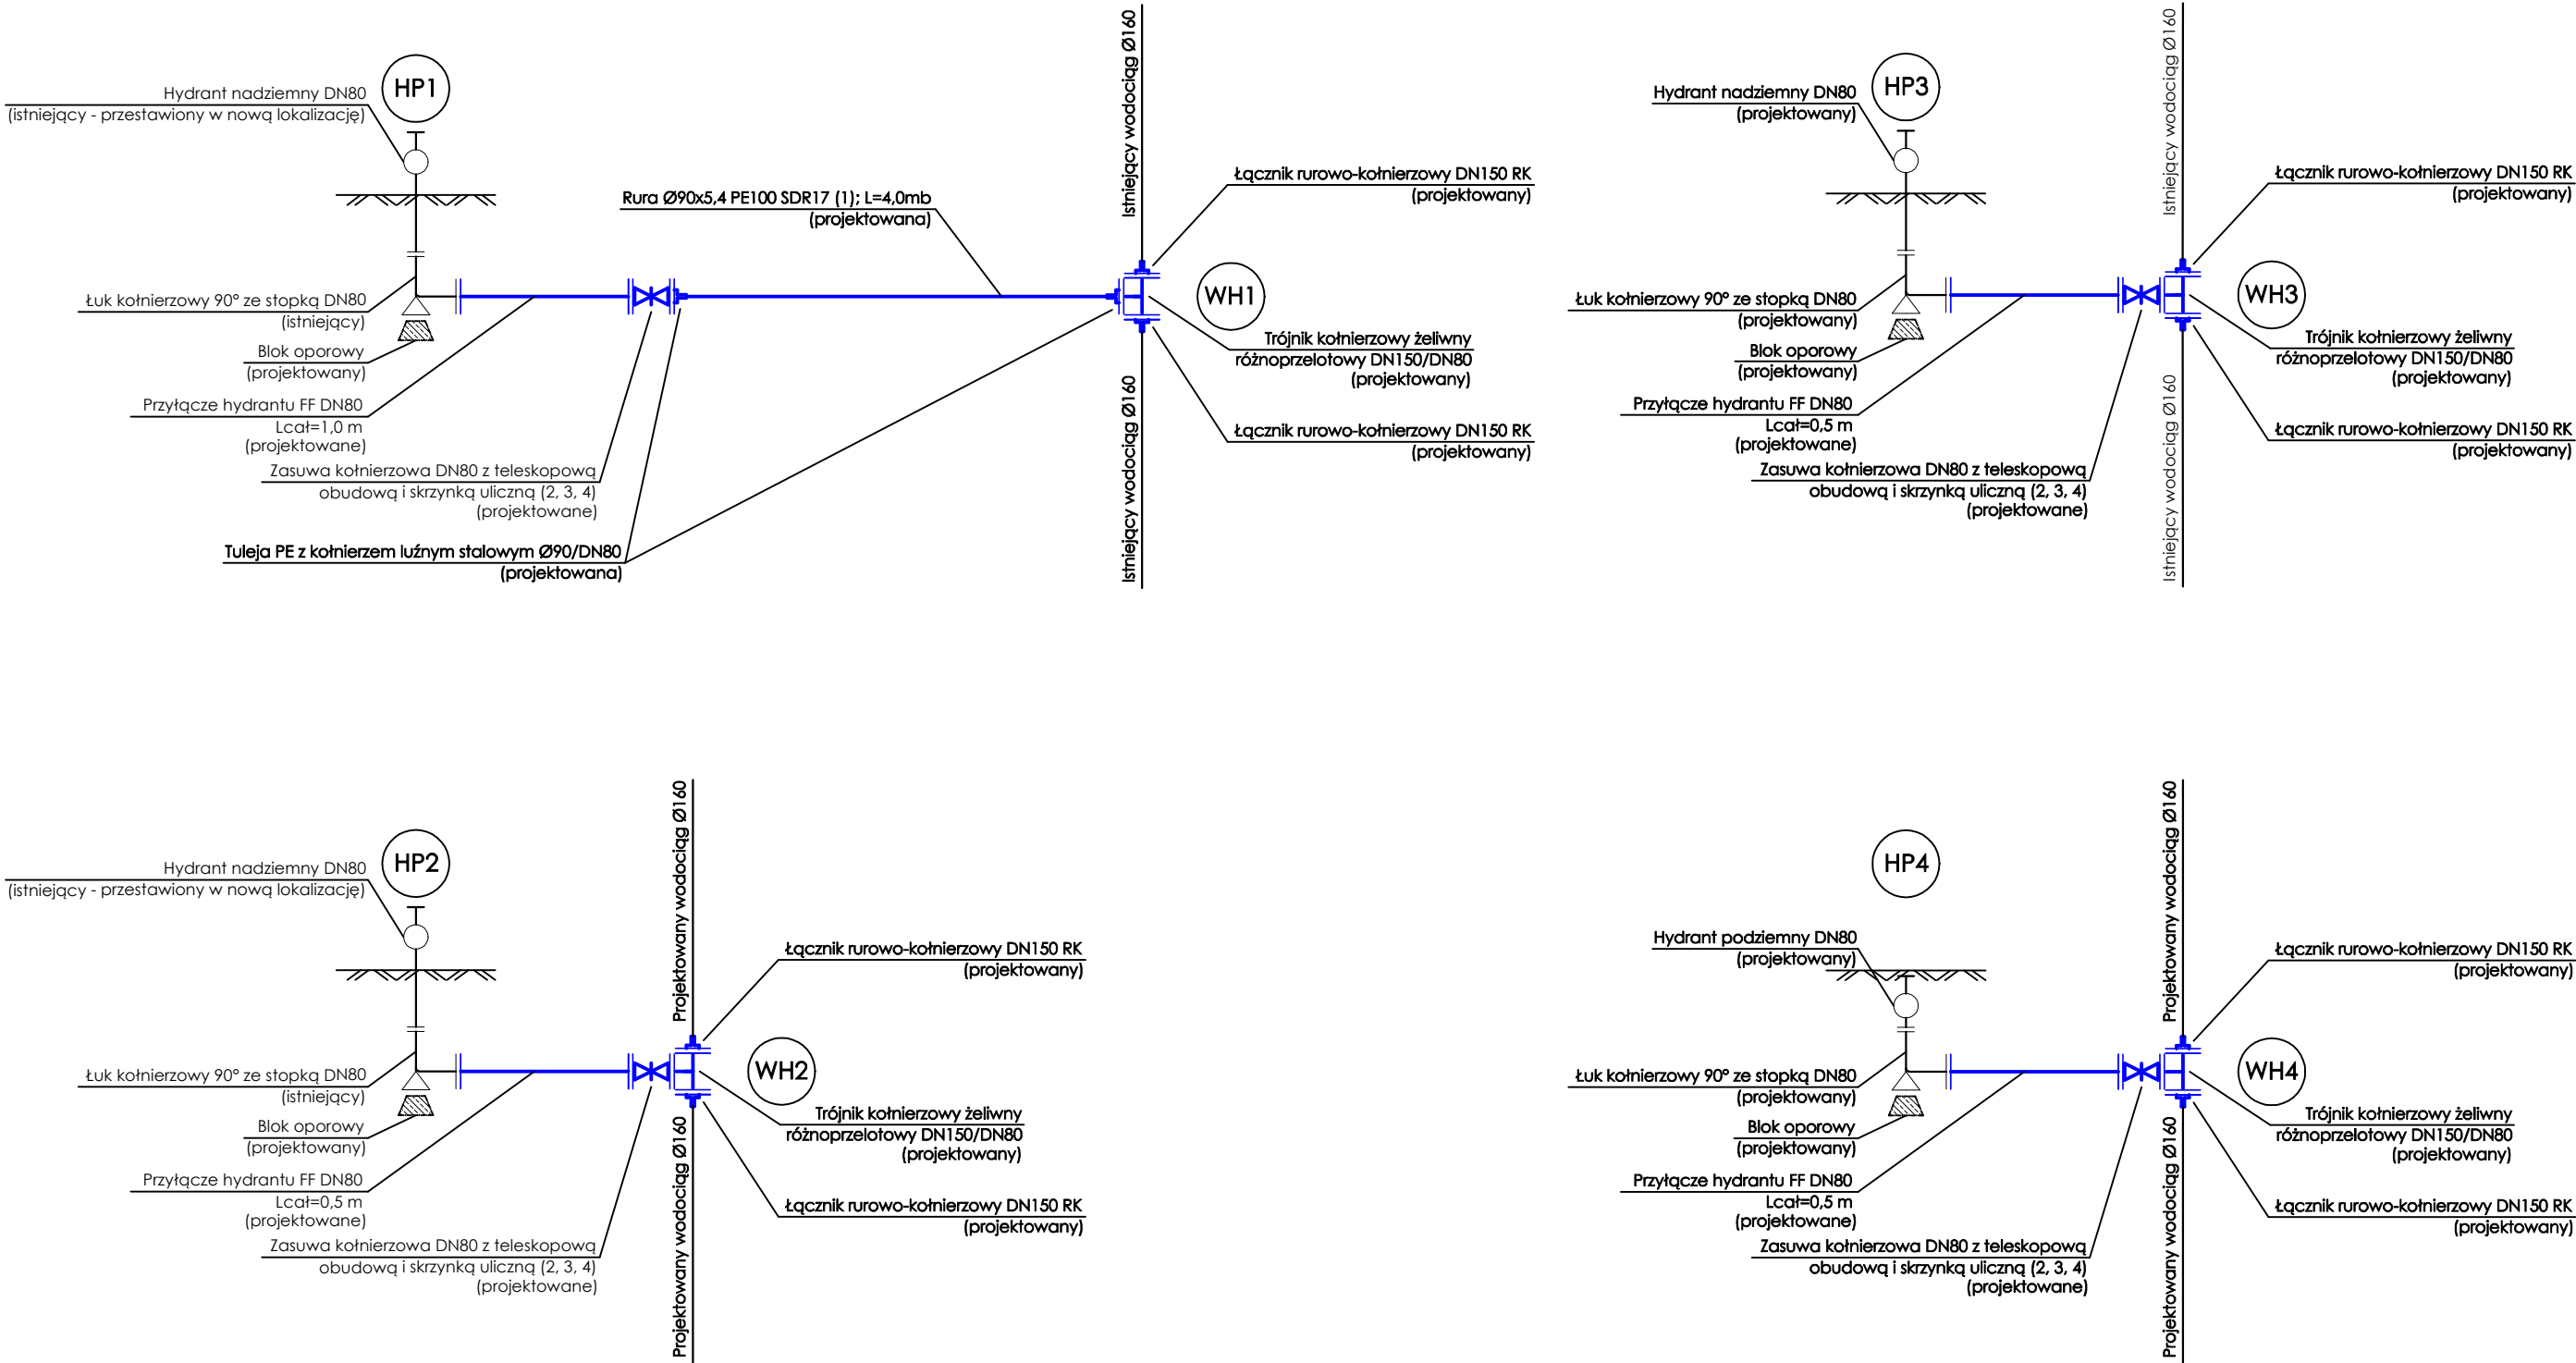 HP1
Hydrant nadziemny DN80
(istniejący - przestawiony w nową lokalizację)
Rura Ø90x5,4 PE100 SDR17 (1); L=4,0mb
(projektowana)
Łuk kołnierzowy 90° ze stopką DN80
(istniejący)
Blok oporowy
(projektowany)
Przyłącze hydrantu FF DN80
Lcał=1,0 m
(projektowane)
Zasuwa kołnierzowa DN80 z teleskopową
obudową i skrzynką uliczną (2, 3, 4)
(projektowane)
Tuleja PE z kołnierzem luźnym stalowym Ø90/DN80
(projektowana)
Istniejący wodociąg Ø160
Istniejący wodociąg Ø160
Łącznik rurowo-kołnierzowy DN150 RK
(projektowany)
WH1
Trójnik kołnierzowy żeliwny
różnoprzelotowy DN150/DN80
(projektowany)
Łącznik rurowo-kołnierzowy DN150 RK
(projektowany)
HP3
Hydrant nadziemny DN80
(projektowany)
Łuk kołnierzowy 90° ze stopką DN80
(projektowany)
Blok oporowy
(projektowany)
Przyłącze hydrantu FF DN80
Lcał=0,5 m
(projektowane)
Zasuwa kołnierzowa DN80 z teleskopową
obudową i skrzynką uliczną (2, 3, 4)
(projektowane)
Istniejący wodociąg Ø160
Istniejący wodociąg Ø160
Łącznik rurowo-kołnierzowy DN150 RK
(projektowany)
WH3
Trójnik kołnierzowy żeliwny
różnoprzelotowy DN150/DN80
(projektowany)
Łącznik rurowo-kołnierzowy DN150 RK
(projektowany)
HP2
Hydrant nadziemny DN80
(istniejący - przestawiony w nową lokalizację)
Łuk kołnierzowy 90° ze stopką DN80
(istniejący)
Blok oporowy
(projektowany)
Przyłącze hydrantu FF DN80
Lcał=0,5 m
(projektowane)
Zasuwa kołnierzowa DN80 z teleskopową
obudową i skrzynką uliczną (2, 3, 4)
(projektowane)
Projektowany wodociąg Ø160
Projektowany wodociąg Ø160
Łącznik rurowo-kołnierzowy DN150 RK
(projektowany)
WH2
Trójnik kołnierzowy żeliwny
różnoprzelotowy DN150/DN80
(projektowany)
Łącznik rurowo-kołnierzowy DN150 RK
(projektowany)
HP4
Hydrant podziemny DN80
(projektowany)
Łuk kołnierzowy 90° ze stopką DN80
(projektowany)
Blok oporowy
(projektowany)
Przyłącze hydrantu FF DN80
Lcał=0,5 m
(projektowane)
Zasuwa kołnierzowa DN80 z teleskopową
obudową i skrzynką uliczną (2, 3, 4)
(projektowane)
Projektowany wodociąg Ø160
Projektowany wodociąg Ø160
Łącznik rurowo-kołnierzowy DN150 RK
(projektowany)
WH4
Trójnik kołnierzowy żeliwny
różnoprzelotowy DN150/DN80
(projektowany)
Łącznik rurowo-kołnierzowy DN150 RK
(projektowany)